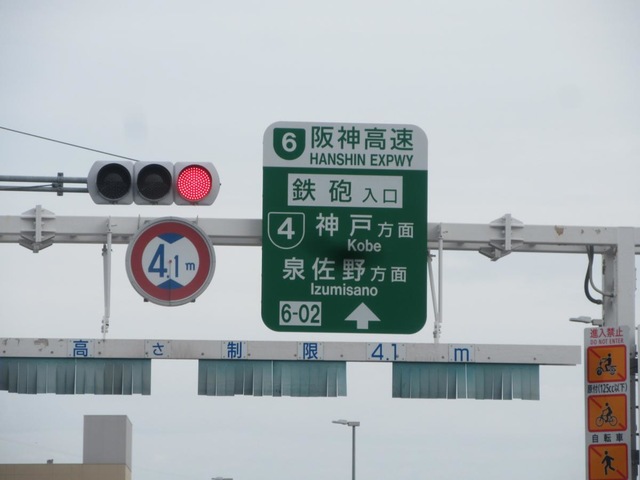 6 阪神高速
HANSHIN EXPWY
鉄砲 入口
4 神戸方面
Kobe
泉佐野方面
Izumisano
6-02
4.1m
高さ制限 4.1m
進入禁止
DO NOT ENTER
原付(125cc以下)
自転車